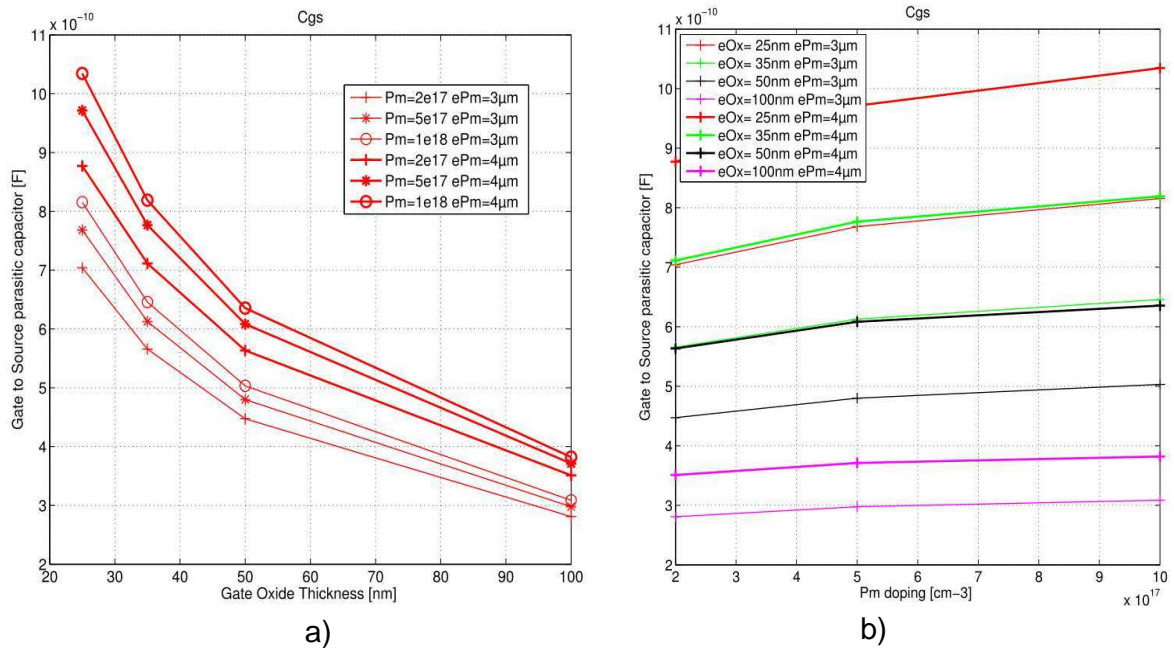 x 10-10
Cgs
11
10
9
8
7
6
5
4
3
2
Gate to Source parasitic capacitor [F]
Pm=2e17 ePm=3µm
Pm=5e17 ePm=3µm
Pm=1e18 ePm=3µm
Pm=2e17 ePm=4µm
Pm=5e17 ePm=4µm
Pm=1e18 ePm=4µm
20 30 40 50 60 70 80 90 100
Gate Oxide Thickness [nm]
a)
x 10-10
Cgs
11
10
9
8
7
6
5
4
3
2
Gate to Source parasitic capacitor [F]
eOx= 25nm ePm=3µm
eOx= 35nm ePm=3µm
eOx= 50nm ePm=3µm
eOx=100nm ePm=3µm
eOx= 25nm ePm=4µm
eOx= 35nm ePm=4µm
eOx= 50nm ePm=4µm
eOx=100nm ePm=4µm
2 3 4 5 6 7 8 9 10
Pm doping [cm-3]
x 10 17
b)